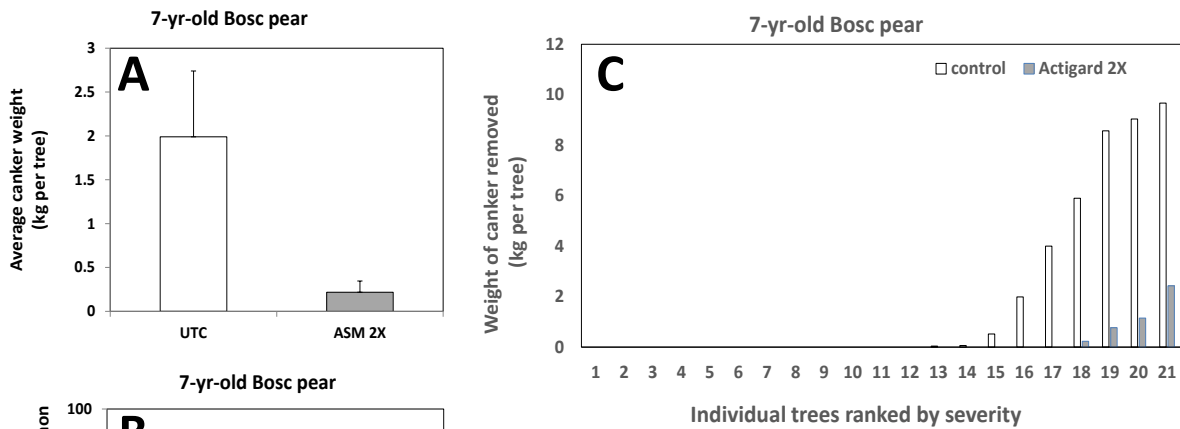 7-yr-old Bosc pear
A
Average canker weight
(kg per tree)
3
2.5
2
1.5
1
0.5
0
UTC ASM 2X
7-yr-old Bosc pear
100
7-yr-old Bosc pear
C
control Actigard 2X
Weight of canker removed
(kg per tree)
12
10
8
6
4
2
0
1 2 3 4 5 6 7 8 9 10 11 12 13 14 15 16 17 18 19 20 21
Individual trees ranked by severity